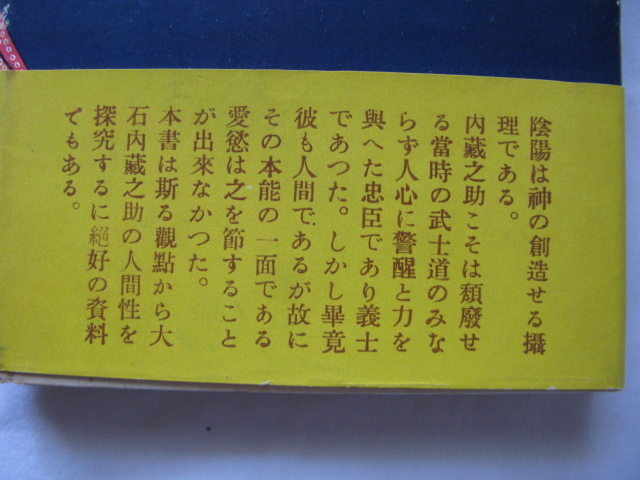 陰陽は神の創造せる攝
理である。
内藏之助こそは頽廢せ
る當時の武士道のみな
らず人心に警醒と力を
與へた忠臣であり義士
であつた。しかし畢竟
彼も人間であるが故に
その本能の一面である
愛慾は之を節すること
が出來なかつた。
本書は斯る觀點から大
石内藏之助の人間性を
探究するに絕好の資料
でもある。